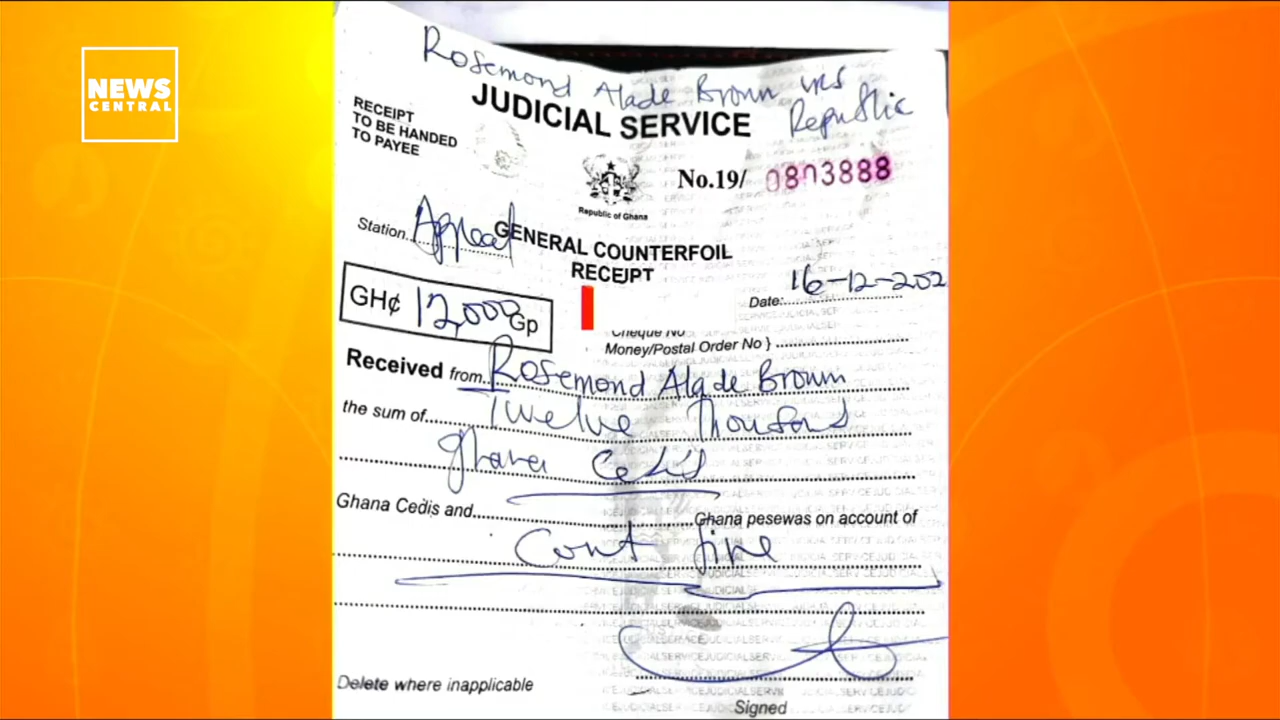 NEWS
CENTRAL
Rosemond Alade Brown vrs
Republic
JUDICIAL SERVICE
RECEIPT
TO BE HANDED
TO PAYEE
No.19/ 0803888
Republic of Ghana
Station Appeal
GENERAL COUNTERFOIL
RECEIPT
GH¢ 12,000 Gp
Date: 16-12-202
Cheque No
Money/Postal Order No }
Received from Rosemond Alade Brown
the sum of Twelve Thousand
Ghana Cedis
Ghana Cedis and Ghana pesewas on account of
Court fine
Delete where inapplicable
Signed